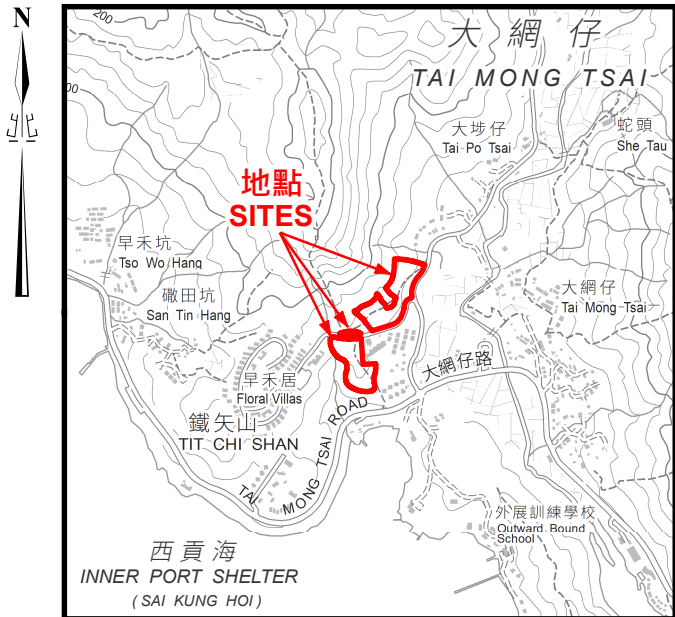 N
大網仔
TAI MONG TSAI
200
00
大埗仔
Tai Po Tsai
蛇頭
She Tau
地點
SITES
早禾坑
Tso Wo Hang
磡田坑
San Tin Hang
大網仔
Tai Mong Tsai
早禾居
Floral Villas
大網仔路
鐵矢山
TIT CHI SHAN
TAI MONG TSAI ROAD
外展訓練學校
Outward Bound
School
西貢海
INNER PORT SHELTER
(SAI KUNG HOI)